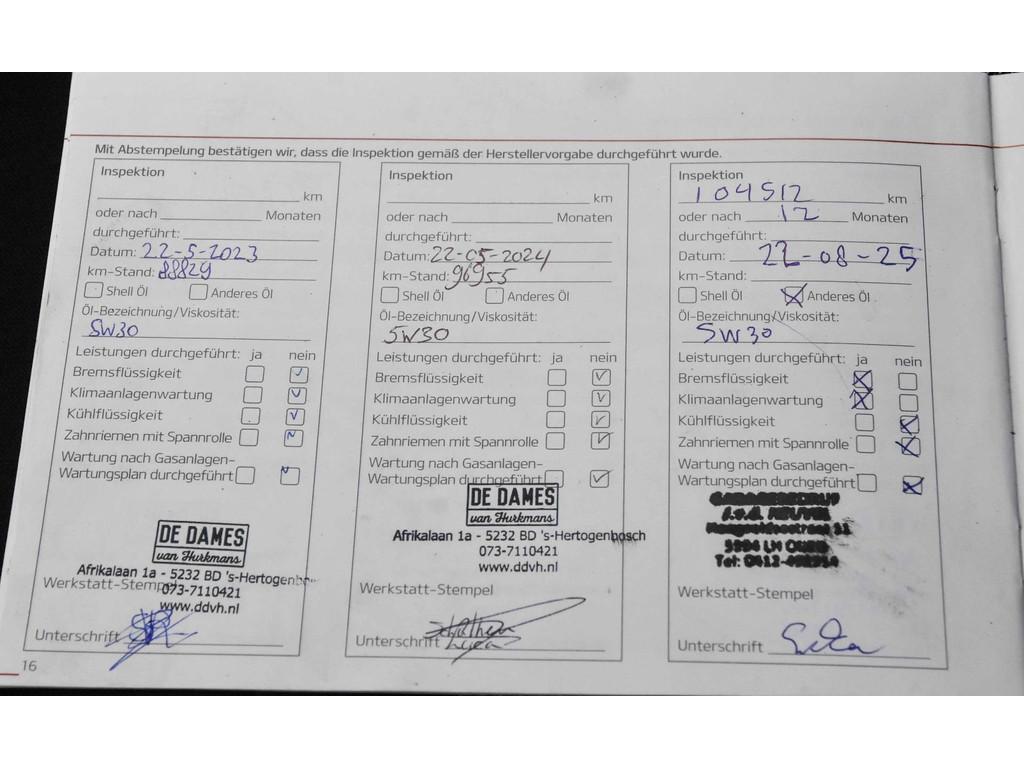 Mit Abstempelung bestätigen wir, dass die Inspektion gemäß der Herstellervorgabe durchgeführt wurde.
Inspektion
km
oder nach Monaten
durchgeführt:
Datum: 22-5-2023
km-Stand: 88829
Shell Öl Anderes Öl
Öl-Bezeichnung/Viskosität:
5W30
Leistungen durchgeführt: ja nein
Bremsflüssigkeit
Klimaanlagenwartung
Kühlflüssigkeit
Zahnriemen mit Spannrolle
Wartung nach Gasanlagen-
Wartungsplan durchgeführt
DE DAMES
van Hurkmans
Afrikalaan 1a - 5232 BD 's-Hertogenbo
Werkstatt-Stempel
073-7110421
www.ddvh.nl
Unterschrift
16
Inspektion
km
oder nach Monaten
durchgeführt:
Datum: 22-05-2024
km-Stand: 96955
Shell Öl Anderes Öl
Öl-Bezeichnung/Viskosität:
5W30
Leistungen durchgeführt: ja nein
Bremsflüssigkeit
Klimaanlagenwartung
Kühlflüssigkeit
Zahnriemen mit Spannrolle
Wartung nach Gasanlagen-
Wartungsplan durchgeführt
DE DAMES
van Hurkmans
Afrikalaan 1a - 5232 BD 's-Hertogenbosch
073-7110421
www.ddvh.nl
Werkstatt-Stempel
Unterschrift
Inspektion
104512 km
oder nach 12 Monaten
durchgeführt:
Datum: 22-08-25
km-Stand:
Shell Öl Anderes Öl
Öl-Bezeichnung/Viskosität:
5W30
Leistungen durchgeführt: ja nein
Bremsflüssigkeit
Klimaanlagenwartung
Kühlflüssigkeit
Zahnriemen mit Spannrolle
Wartung nach Gasanlagen-
Wartungsplan durchgeführt
GARAGEBEDRIJF
Tel: 0412-
Werkstatt-Stempel
Unterschrift